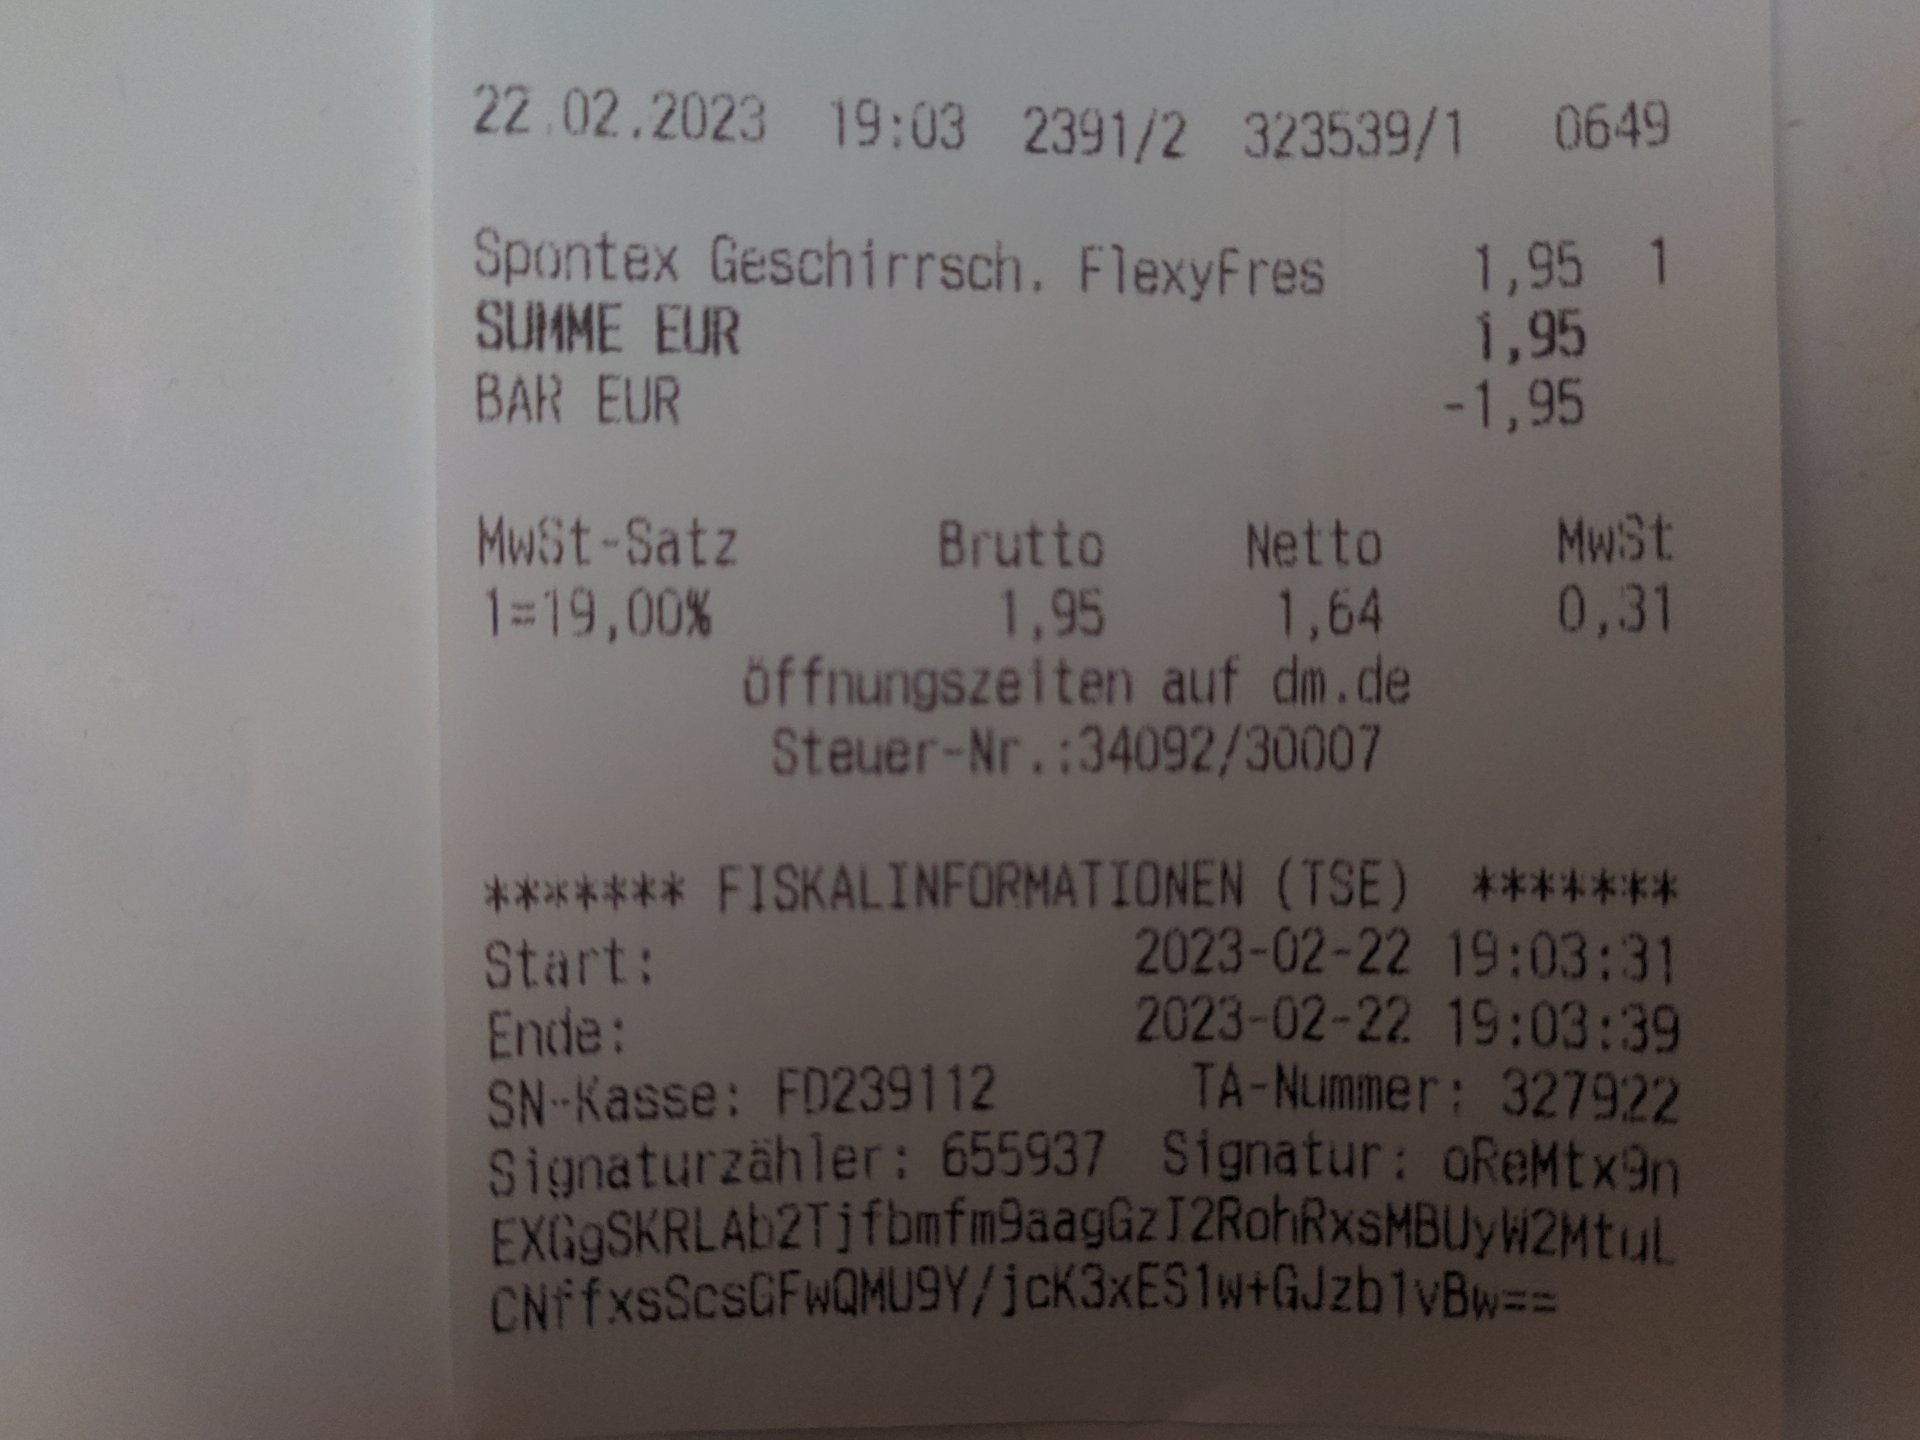 22.02.2023 19:03 2391/2 323539/1 0649
Spontex Geschirrsch. FlexyFres 1,95 1
SUMME EUR 1,95
BAR EUR -1,95
MwSt-Satz Brutto Netto MwSt
1=19,00% 1,95 1,64 0,31
Öffnungszeiten auf dm.de
Steuer-Nr.:34092/30007
******* FISKALINFORMATIONEN (TSE) *******
Start: 2023-02-22 19:03:31
Ende: 2023-02-22 19:03:39
SN-Kasse: FD239112 TA-Nummer: 327922
Signaturzähler: 655937 Signatur: oReMtx9n
EXGgSKRLAb2Tjfbmfm9aagGzI2RohRxsMBUyW2MtuL
CNffxsScsGFwQMU9Y/jcK3xES1w+GJzb1vBw==